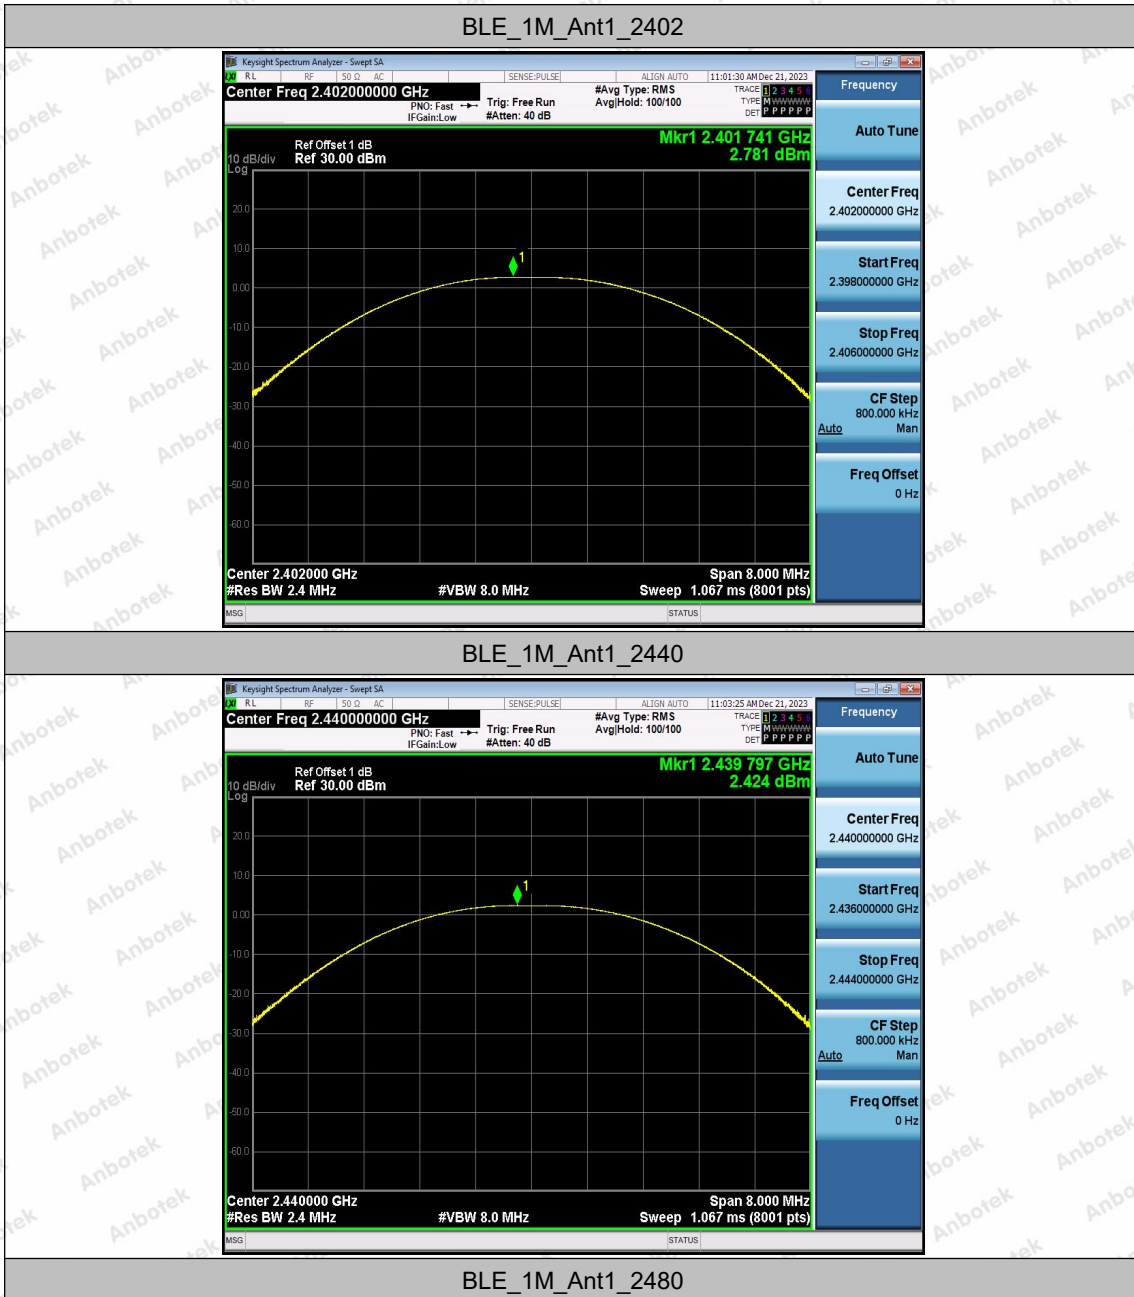 BLE_1M_Ant1_2402
Keysight Spectrum Analyzer - Swept SA
LXI RL RF 50 Ω AC SENSE:PULSE ALIGN AUTO 11:01:30 AM Dec 21, 2023
Center Freq 2.402000000 GHz
PNO: Fast
IFGain:Low
Trig: Free Run
#Atten: 40 dB
#Avg Type: RMS
Avg|Hold: 100/100
TRACE 1 2 3 4 5 6
TYPE M WWWWW
DET P P P P P P
Frequency
Auto Tune
Center Freq
2.402000000 GHz
Start Freq
2.398000000 GHz
Stop Freq
2.406000000 GHz
CF Step
800.000 kHz
Auto Man
Freq Offset
0 Hz
Mkr1 2.401 741 GHz
2.781 dBm
Ref Offset 1 dB
10 dB/div Ref 30.00 dBm
Log
20.0
10.0
0.00
-10.0
-20.0
-30.0
-40.0
-50.0
-60.0
1
Center 2.402000 GHz Span 8.000 MHz
#Res BW 2.4 MHz #VBW 8.0 MHz Sweep 1.067 ms (8001 pts)
MSG STATUS
BLE_1M_Ant1_2440
Keysight Spectrum Analyzer - Swept SA
LXI RL RF 50 Ω AC SENSE:PULSE ALIGN AUTO 11:03:25 AM Dec 21, 2023
Center Freq 2.440000000 GHz
PNO: Fast
IFGain:Low
Trig: Free Run
#Atten: 40 dB
#Avg Type: RMS
Avg|Hold: 100/100
TRACE 1 2 3 4 5 6
TYPE M WWWWW
DET P P P P P P
Frequency
Auto Tune
Center Freq
2.440000000 GHz
Start Freq
2.436000000 GHz
Stop Freq
2.444000000 GHz
CF Step
800.000 kHz
Auto Man
Freq Offset
0 Hz
Mkr1 2.439 797 GHz
2.424 dBm
Ref Offset 1 dB
10 dB/div Ref 30.00 dBm
Log
20.0
10.0
0.00
-10.0
-20.0
-30.0
-40.0
-50.0
-60.0
1
Center 2.440000 GHz Span 8.000 MHz
#Res BW 2.4 MHz #VBW 8.0 MHz Sweep 1.067 ms (8001 pts)
MSG STATUS
BLE_1M_Ant1_2480
Anbotek